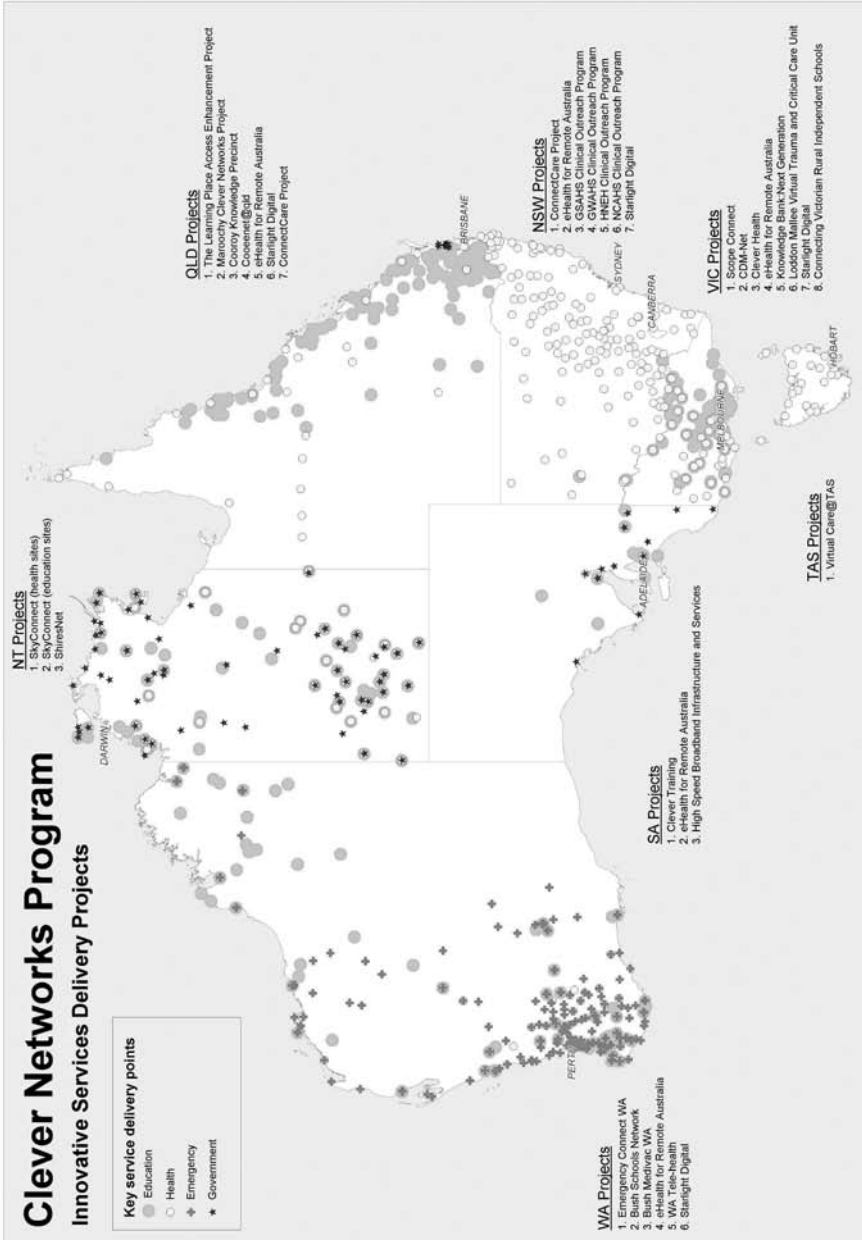 Clever Networks Program
Innovative Services Delivery Projects
Key service delivery points
Education
Health
Emergency
Government
NT Projects
1. SkyConnect (health sites)
2. SkyConnect (education sites)
3. ShiresNet
QLD Projects
1. The Learning Place Access Enhancement Project
2. Maroochy Clever Networks Project
3. Cooroy Knowledge Precinct
4. Cooeenet@qld
5. eHealth for Remote Australia
6. Starlight Digital
7. ConnectCare Project
NSW Projects
1. ConnectCare Project
2. eHealth for Remote Australia
3. GSAHS Clinical Outreach Program
4. GWAHS Clinical Outreach Program
5. HNEH Clinical Outreach Program
6. NCAHS Clinical Outreach Program
7. Starlight Digital
VIC Projects
1. Scope Connect
2. CDM-Net
3. Clever Health
4. eHealth for Remote Australia
5. Knowledge Bank:Next Generation
6. Loddon Mallee Virtual Trauma and Critical Care Unit
7. Starlight Digital
8. Connecting Victorian Rural Independent Schools
TAS Projects
1. Virtual Care@TAS
SA Projects
1. Clever Training
2. eHealth for Remote Australia
3. High Speed Broadband Infrastructure and Services
WA Projects
1. Emergency Connect WA
2. Bush Schools Network
3. Bush Medivac WA
4. eHealth for Remote Australia
5. WA Tele-health
6. Starlight Digital
DARWIN
BRISBANE
SYDNEY
CANBERRA
MELBOURNE
HOBART
ADELAIDE
PERTH